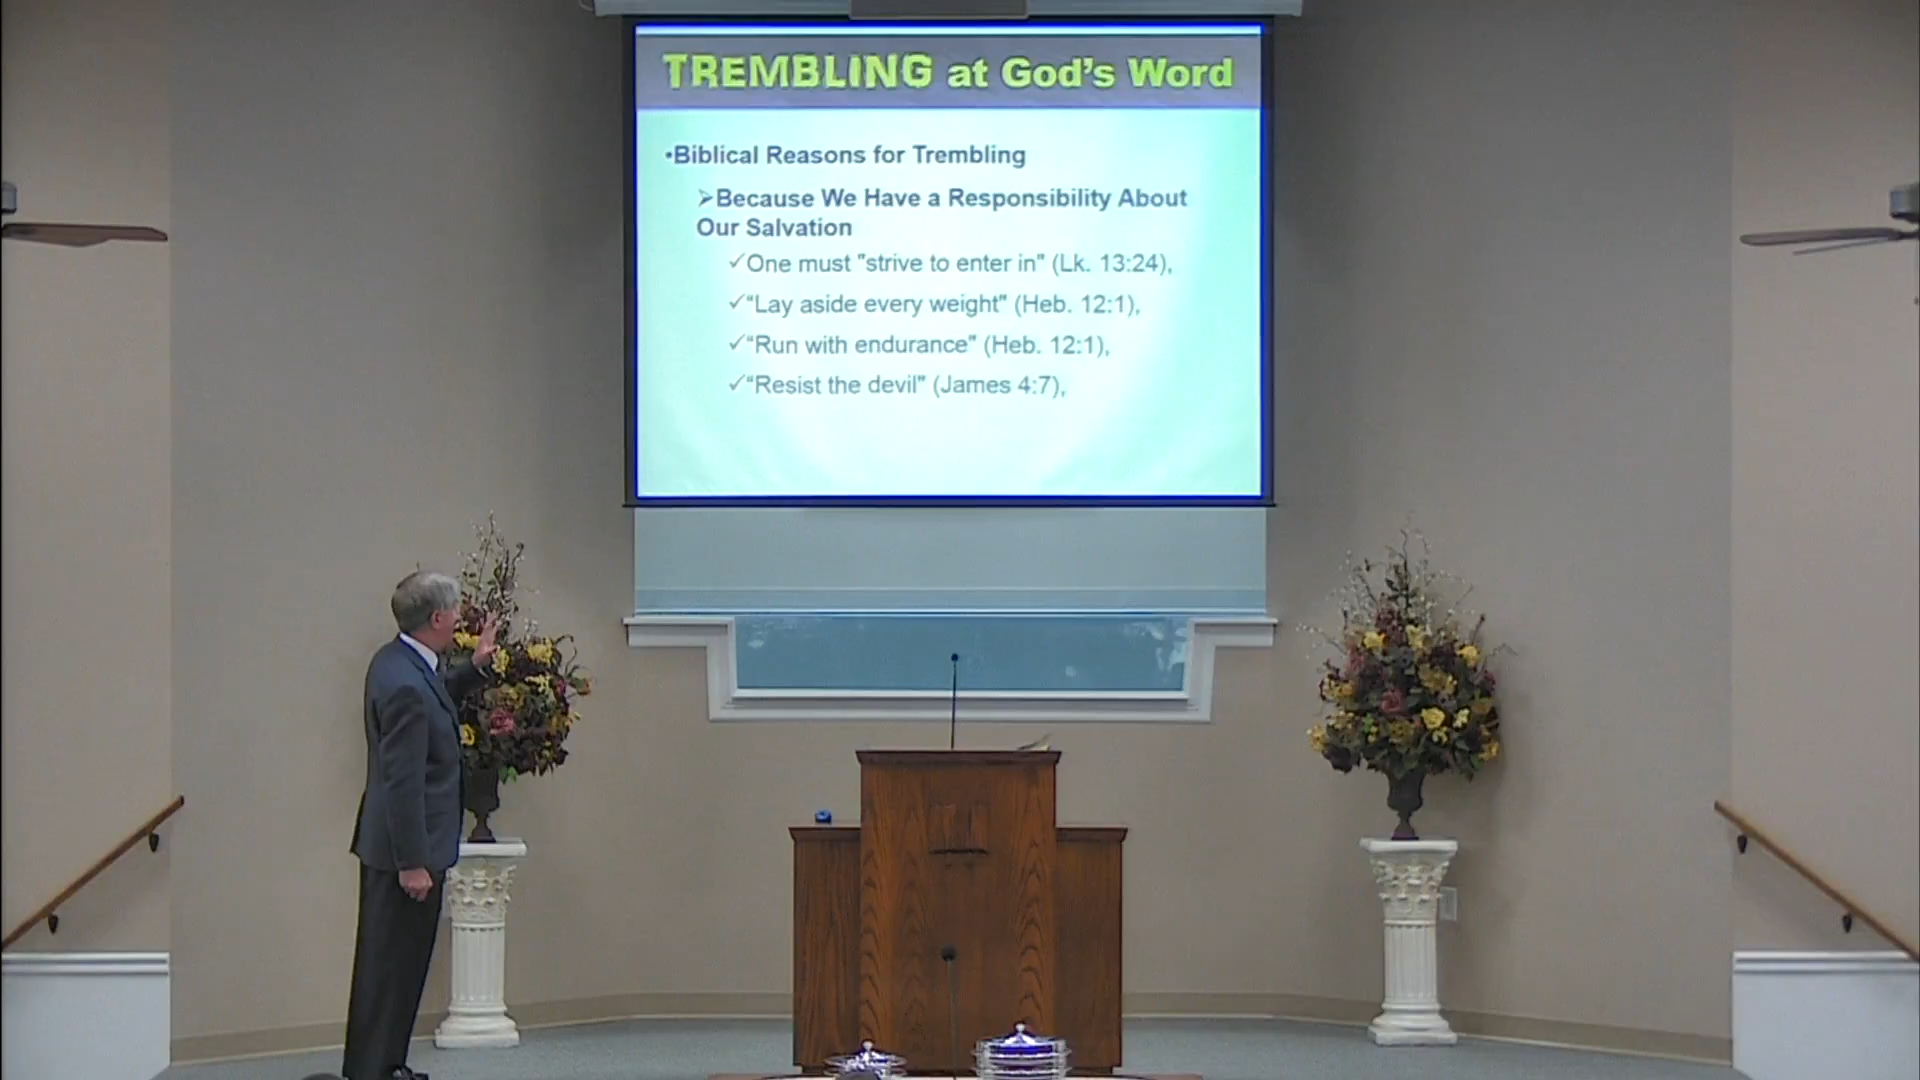 TREMBLING at God's Word
•Biblical Reasons for Trembling
➢Because We Have a Responsibility About
Our Salvation
✓One must "strive to enter in" (Lk. 13:24),
✓“Lay aside every weight” (Heb. 12:1),
✓“Run with endurance” (Heb. 12:1),
✓“Resist the devil” (James 4:7),